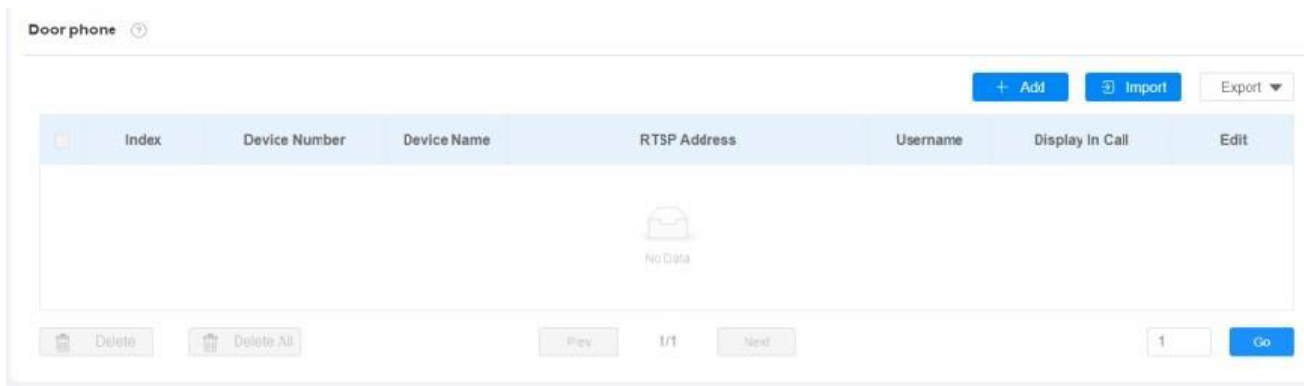 Door phone ?
+ Add Import Export
Index Device Number Device Name RTSP Address Username Display In Call Edit
No Data
Delete Delete All Prev 1/1 Next 1 Go